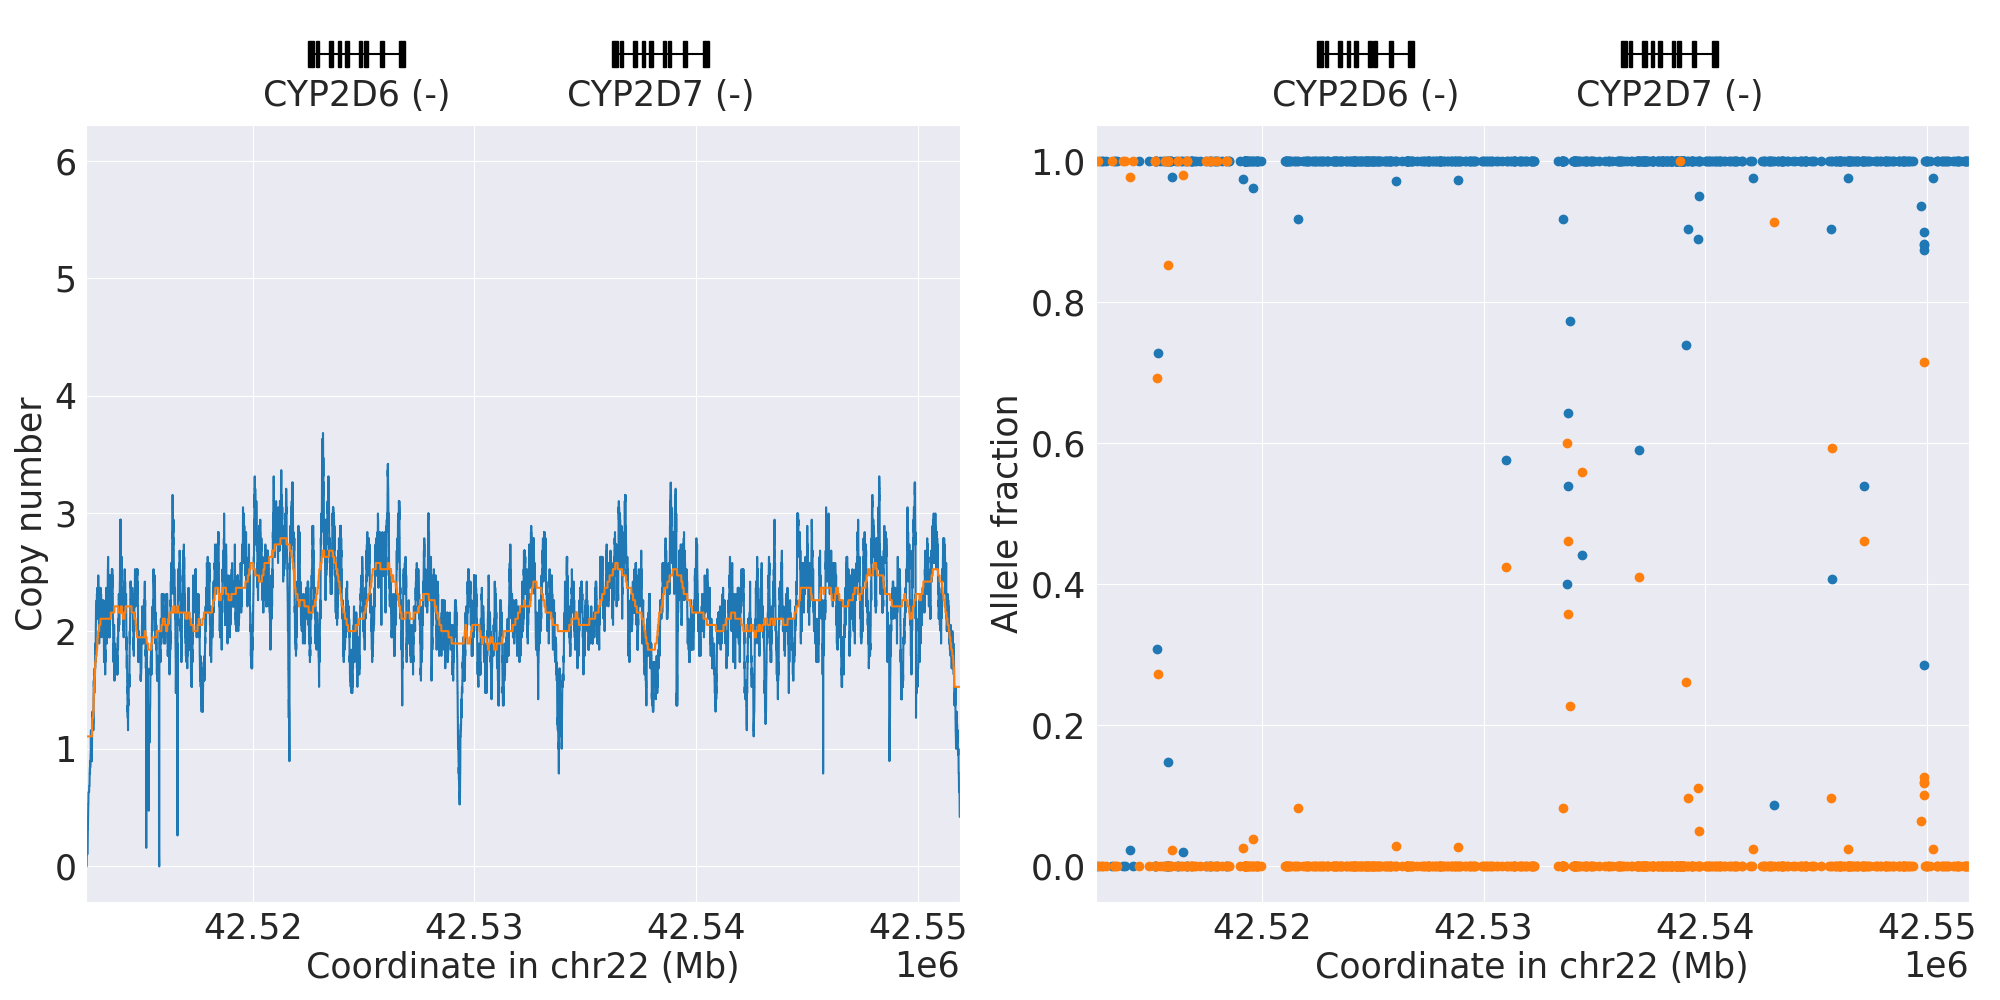 CYP2D6 (-)
CYP2D7 (-)
Copy number
6
5
4
3
2
1
0
42.52
42.53
42.54
42.55
Coordinate in chr22 (Mb)
1e6
CYP2D6 (-)
CYP2D7 (-)
Allele fraction
1.0
0.8
0.6
0.4
0.2
0.0
42.52
42.53
42.54
42.55
Coordinate in chr22 (Mb)
1e6